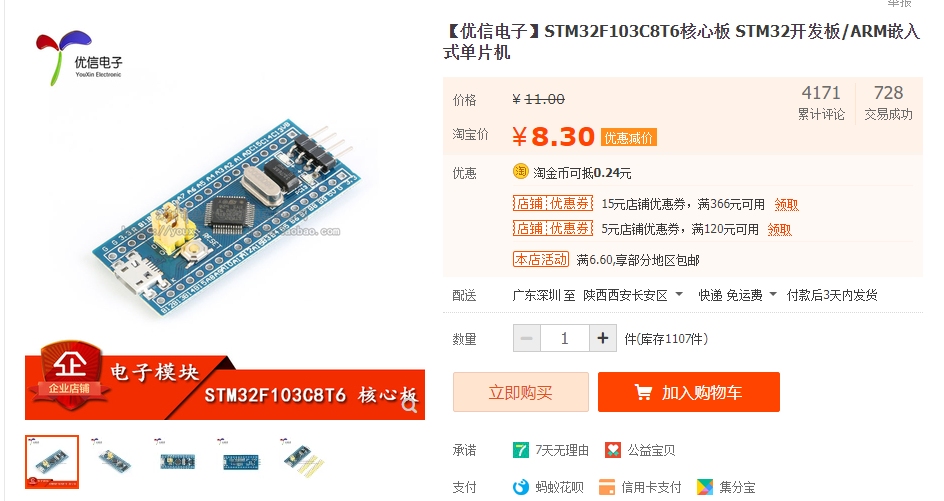 举报
优信电子
YouXin Electronic
企
企业店铺
电子模块
STM32F103C8T6 核心板
【优信电子】STM32F103C8T6核心板 STM32开发板/ARM嵌入
式单片机
价格 ¥ 11.00
4171 728
累计评论 交易成功
淘宝价 ¥ 8.30 优惠减价
优惠 淘 淘金币可抵0.24元
店铺 优惠券 15元店铺优惠券，满366元可用 领取
店铺 优惠券 5元店铺优惠券，满120元可用 领取
本店活动 满6.60,享部分地区包邮
配送 广东深圳 至 陕西西安长安区 快递 免运费 付款后3天内发货
数量 − 1 + 件(库存1107件)
立即购买 加入购物车
承诺 7 7天无理由 公益宝贝
支付 蚂蚁花呗 信用卡支付 集分宝